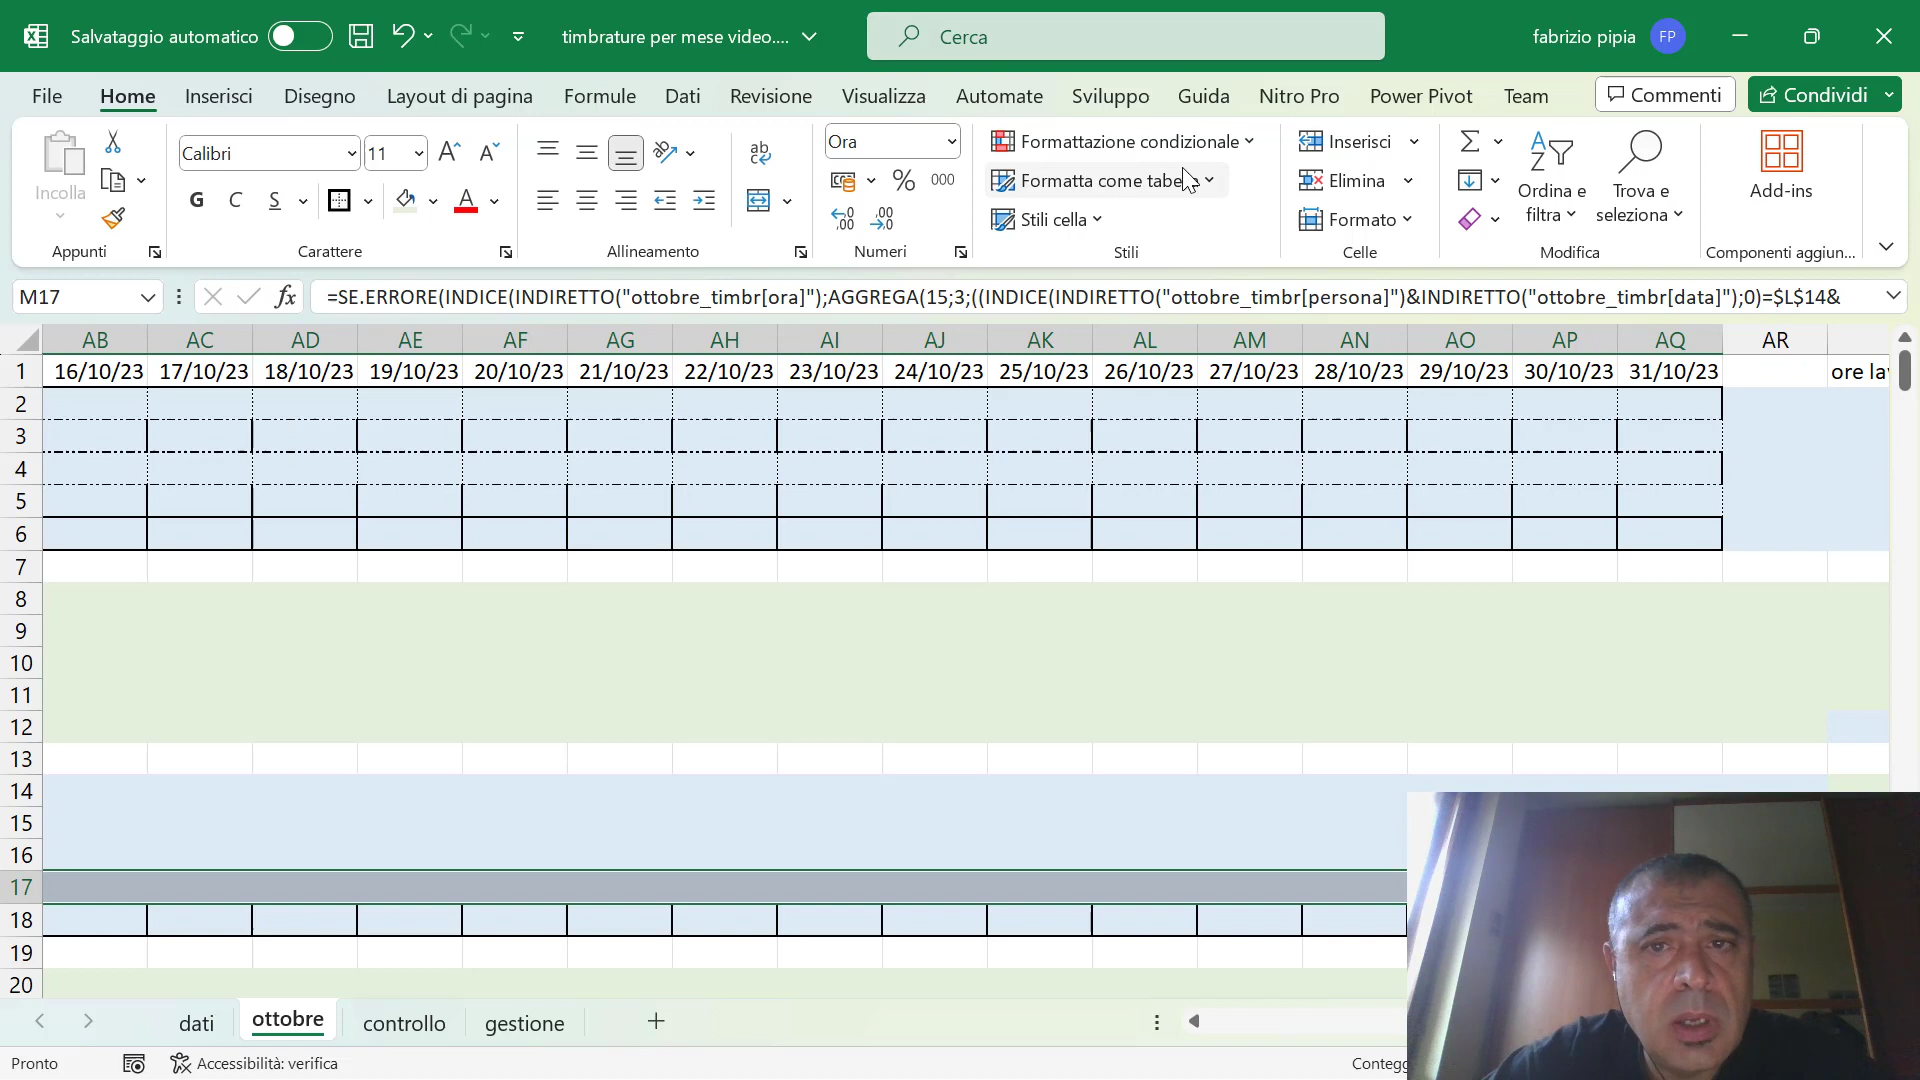 Salvataggio automatico
timbrature per mese video....
Cerca
fabrizio pipia
FP
File Home Inserisci Disegno Layout di pagina Formule Dati Revisione Visualizza Automate Sviluppo Guida Nitro Pro Power Pivot Team
Commenti
Condividi
Incolla
Calibri
11
G C S
Ora
% 000
Formattazione condizionale
Formatta come tabe
Stili cella
Inserisci
Elimina
Formato
Ordina e
filtra
Trova e
seleziona
Add-ins
Appunti Carattere Allineamento Numeri Stili Celle Modifica Componenti aggiun...
M17
fx
=SE.ERRORE(INDICE(INDIRETTO("ottobre_timbr[ora]");AGGREGA(15;3;((INDICE(INDIRETTO("ottobre_timbr[persona]")&INDIRETTO("ottobre_timbr[data]");0)=$L$14&
AB AC AD AE AF AG AH AI AJ AK AL AM AN AO AP AQ AR
1 16/10/23 17/10/23 18/10/23 19/10/23 20/10/23 21/10/23 22/10/23 23/10/23 24/10/23 25/10/23 26/10/23 27/10/23 28/10/23 29/10/23 30/10/23 31/10/23 ore la
2
3
4
5
6
7
8
9
10
11
12
13
14
15
16
17
18
19
20
dati ottobre controllo gestione
Pronto
Accessibilità: verifica